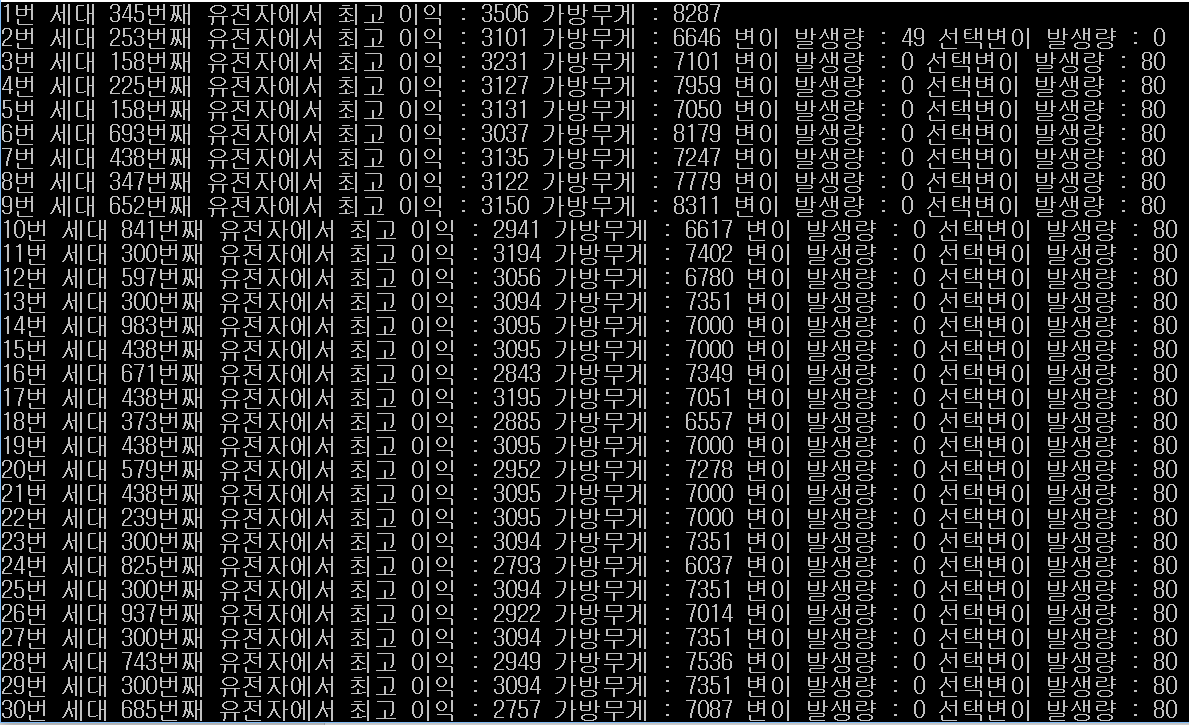 1번 세대 345번째 유전자에서 최고 이익 : 3506 가방무게 : 8287
2번 세대 253번째 유전자에서 최고 이익 : 3101 가방무게 : 6646 변이 발생량 : 49 선택변이 발생량 : 0
3번 세대 158번째 유전자에서 최고 이익 : 3231 가방무게 : 7101 변이 발생량 : 0 선택변이 발생량 : 80
4번 세대 225번째 유전자에서 최고 이익 : 3127 가방무게 : 7959 변이 발생량 : 0 선택변이 발생량 : 80
5번 세대 158번째 유전자에서 최고 이익 : 3131 가방무게 : 7050 변이 발생량 : 0 선택변이 발생량 : 80
6번 세대 693번째 유전자에서 최고 이익 : 3037 가방무게 : 8179 변이 발생량 : 0 선택변이 발생량 : 80
7번 세대 438번째 유전자에서 최고 이익 : 3135 가방무게 : 7247 변이 발생량 : 0 선택변이 발생량 : 80
8번 세대 347번째 유전자에서 최고 이익 : 3122 가방무게 : 7779 변이 발생량 : 0 선택변이 발생량 : 80
9번 세대 652번째 유전자에서 최고 이익 : 3150 가방무게 : 8311 변이 발생량 : 0 선택변이 발생량 : 80
10번 세대 841번째 유전자에서 최고 이익 : 2941 가방무게 : 6617 변이 발생량 : 0 선택변이 발생량 : 80
11번 세대 300번째 유전자에서 최고 이익 : 3194 가방무게 : 7402 변이 발생량 : 0 선택변이 발생량 : 80
12번 세대 597번째 유전자에서 최고 이익 : 3056 가방무게 : 6780 변이 발생량 : 0 선택변이 발생량 : 80
13번 세대 300번째 유전자에서 최고 이익 : 3094 가방무게 : 7351 변이 발생량 : 0 선택변이 발생량 : 80
14번 세대 983번째 유전자에서 최고 이익 : 3095 가방무게 : 7000 변이 발생량 : 0 선택변이 발생량 : 80
15번 세대 438번째 유전자에서 최고 이익 : 3095 가방무게 : 7000 변이 발생량 : 0 선택변이 발생량 : 80
16번 세대 671번째 유전자에서 최고 이익 : 2843 가방무게 : 7349 변이 발생량 : 0 선택변이 발생량 : 80
17번 세대 438번째 유전자에서 최고 이익 : 3195 가방무게 : 7051 변이 발생량 : 0 선택변이 발생량 : 80
18번 세대 373번째 유전자에서 최고 이익 : 2885 가방무게 : 6557 변이 발생량 : 0 선택변이 발생량 : 80
19번 세대 438번째 유전자에서 최고 이익 : 3095 가방무게 : 7000 변이 발생량 : 0 선택변이 발생량 : 80
20번 세대 579번째 유전자에서 최고 이익 : 2952 가방무게 : 7278 변이 발생량 : 0 선택변이 발생량 : 80
21번 세대 438번째 유전자에서 최고 이익 : 3095 가방무게 : 7000 변이 발생량 : 0 선택변이 발생량 : 80
22번 세대 239번째 유전자에서 최고 이익 : 3095 가방무게 : 7000 변이 발생량 : 0 선택변이 발생량 : 80
23번 세대 300번째 유전자에서 최고 이익 : 3094 가방무게 : 7351 변이 발생량 : 0 선택변이 발생량 : 80
24번 세대 825번째 유전자에서 최고 이익 : 2793 가방무게 : 6037 변이 발생량 : 0 선택변이 발생량 : 80
25번 세대 300번째 유전자에서 최고 이익 : 3094 가방무게 : 7351 변이 발생량 : 0 선택변이 발생량 : 80
26번 세대 937번째 유전자에서 최고 이익 : 2922 가방무게 : 7014 변이 발생량 : 0 선택변이 발생량 : 80
27번 세대 300번째 유전자에서 최고 이익 : 3094 가방무게 : 7351 변이 발생량 : 0 선택변이 발생량 : 80
28번 세대 743번째 유전자에서 최고 이익 : 2949 가방무게 : 7536 변이 발생량 : 0 선택변이 발생량 : 80
29번 세대 300번째 유전자에서 최고 이익 : 3094 가방무게 : 7351 변이 발생량 : 0 선택변이 발생량 : 80
30번 세대 685번째 유전자에서 최고 이익 : 2757 가방무게 : 7087 변이 발생량 : 0 선택변이 발생량 : 80